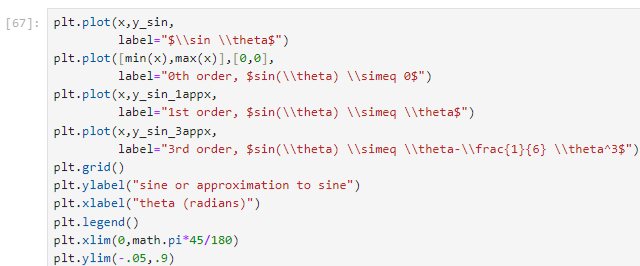 [67]: plt.plot(x,y_sin,
label="$\\sin \\theta$")
plt.plot([min(x),max(x)],[0,0],
label="0th order, $sin(\\theta) \\simeq 0$")
plt.plot(x,y_sin_1appx,
label="1st order, $sin(\\theta) \\simeq \\theta$")
plt.plot(x,y_sin_3appx,
label="3rd order, $sin(\\theta) \\simeq \\theta-\\frac{1}{6} \\theta^3$")
plt.grid()
plt.ylabel("sine or approximation to sine")
plt.xlabel("theta (radians)")
plt.legend()
plt.xlim(0,math.pi*45/180)
plt.ylim(-.05,.9)